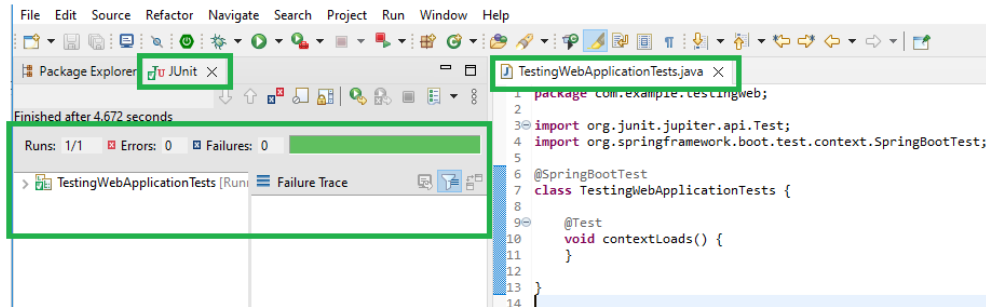 File Edit Source Refactor Navigate Search Project Run Window Help
Package Explorer JUnit
Finished after 4.672 seconds
Runs: 1/1 Errors: 0 Failures: 0
TestingWebApplicationTests [Run
Failure Trace
TestingWebApplicationTests.java
1 package com.example.testingweb;
2
3 import org.junit.jupiter.api.Test;
4 import org.springframework.boot.test.context.SpringBootTest;
5
6 @SpringBootTest
7 class TestingWebApplicationTests {
8
9 @Test
10 void contextLoads() {
11 }
12
13 }
14